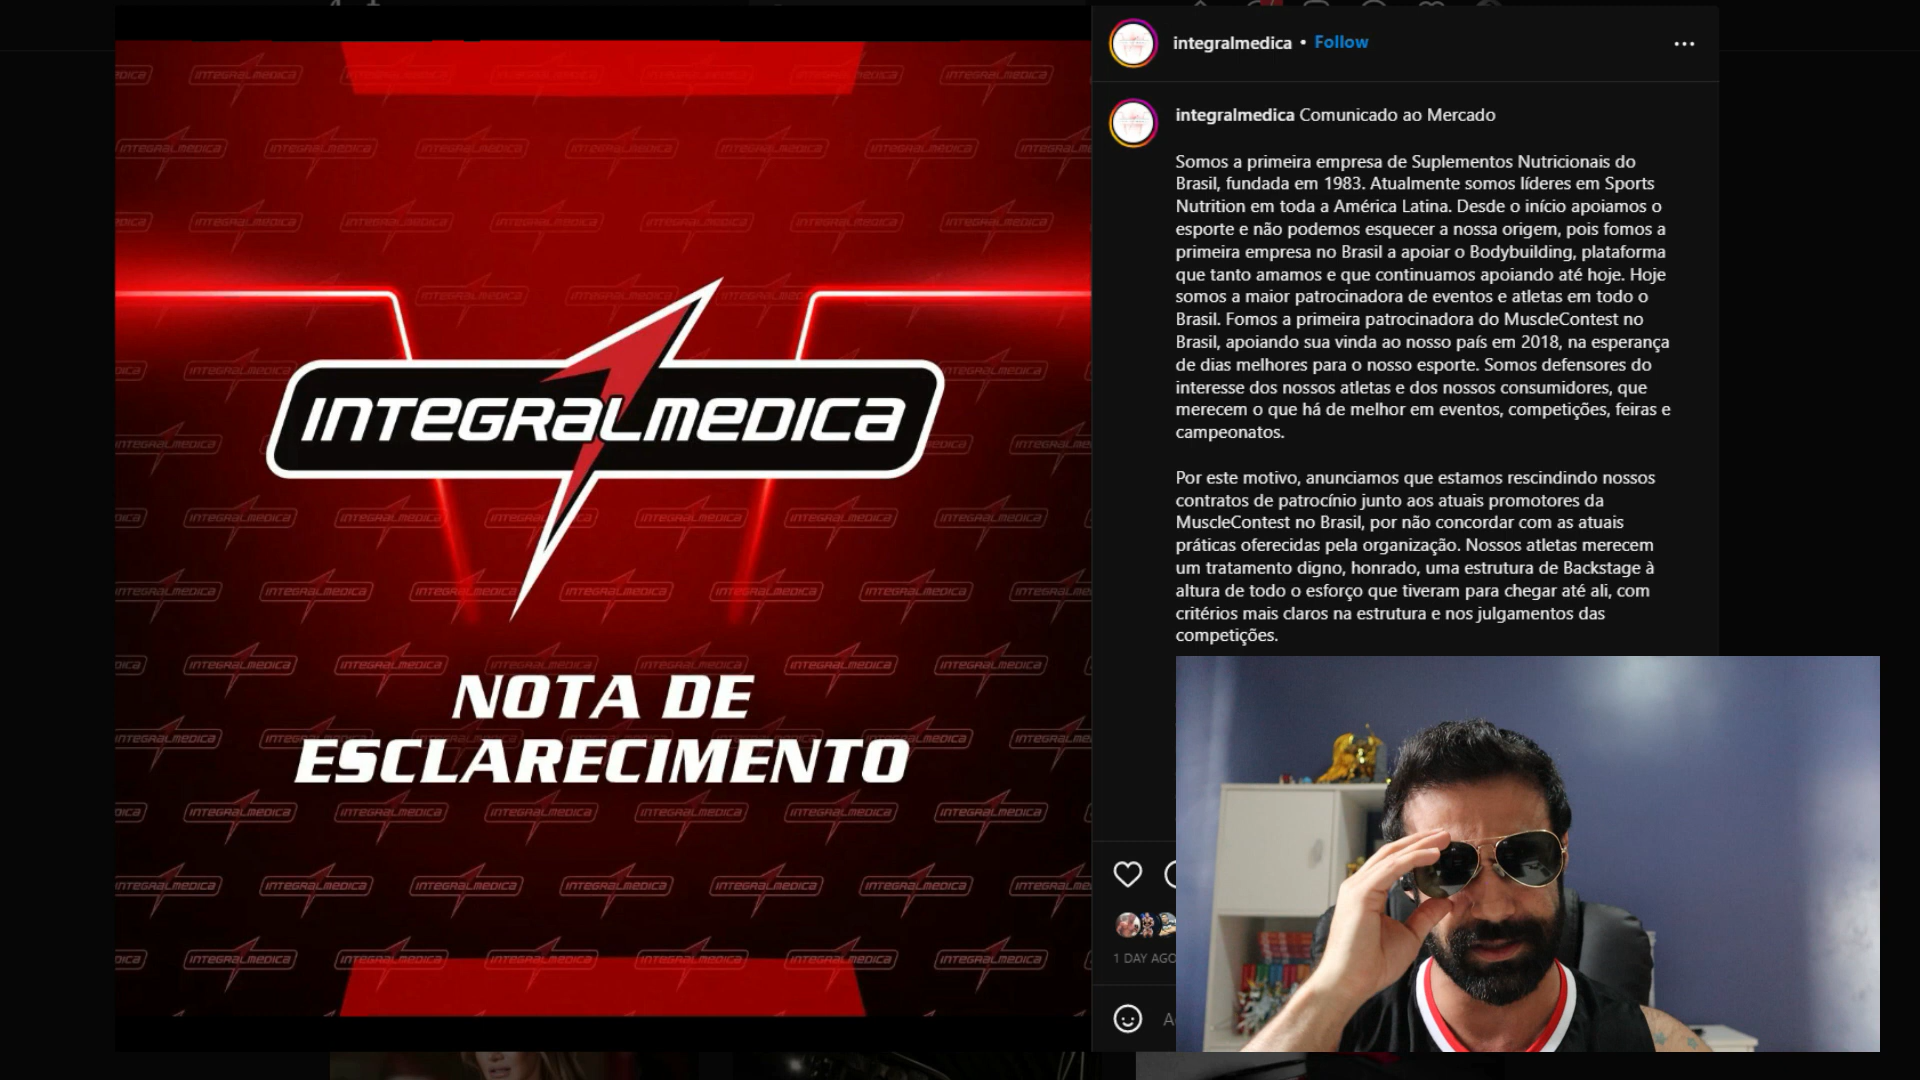 INTEGRALMEDICA
NOTA DE
ESCLARECIMENTO
integralmedica • Follow
integralmedica Comunicado ao Mercado
Somos a primeira empresa de Suplementos Nutricionais do
Brasil, fundada em 1983. Atualmente somos líderes em Sports
Nutrition em toda a América Latina. Desde o início apoiamos o
esporte e não podemos esquecer a nossa origem, pois fomos a
primeira empresa no Brasil a apoiar o Bodybuilding, plataforma
que tanto amamos e que continuamos apoiando até hoje. Hoje
somos a maior patrocinadora de eventos e atletas em todo o
Brasil. Fomos a primeira patrocinadora do MuscleContest no
Brasil, apoiando sua vinda ao nosso país em 2018, na esperança
de dias melhores para o nosso esporte. Somos defensores do
interesse dos nossos atletas e dos nossos consumidores, que
merecem o que há de melhor em eventos, competições, feiras e
campeonatos.
Por este motivo, anunciamos que estamos rescindindo nossos
contratos de patrocínio junto aos atuais promotores da
MuscleContest no Brasil, por não concordar com as atuais
práticas oferecidas pela organização. Nossos atletas merecem
um tratamento digno, honrado, uma estrutura de Backstage à
altura de todo o esforço que tiveram para chegar até ali, com
critérios mais claros na estrutura e nos julgamentos das
competições.
1 DAY AGO